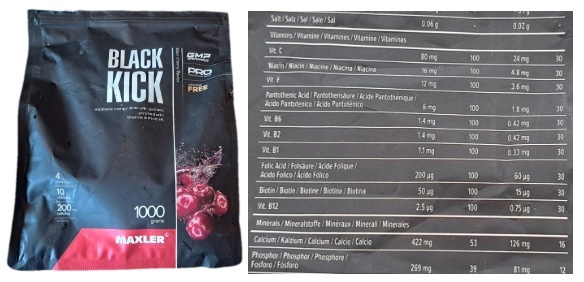 BLACK
KICK
GMP
PRO
FREE
4
10
200
1000
grams
MAXLER®
Salt / Salz / Sel / Sale / Sal 0.06 g - 0.02 g -
Vitamins / Vitamine / Vitamines / Vitamine / Vitaminas
Vit. C 80 mg 100 24 mg 30
Niacin / Niacin / Niacine / Niacina / Niacina 16 mg 100 4.8 mg 30
Vit. E 12 mg 100 3.6 mg 30
Pantothenic Acid / Pantothensäure / Acide Pantothénique /
Acido Pantotenico / Ácido Pantoténico 6 mg 100 1.8 mg 30
Vit. B6 1,4 mg 100 0.42 mg 30
Vit. B2 1,4 mg 100 0.42 mg 30
Vit. B1 1,1 mg 100 0.33 mg 30
Folic Acid / Folsäure / Acide Folique /
Acido Folico / Ácido Fólico 200 µg 100 60 µg 30
Biotin / Biotin / Biotine / Biotina / Biotina 50 µg 100 15 µg 30
Vit. B12 2.5 µg 100 0.75 µg 30
Minerals / Mineralstoffe / Minéraux / Minerali / Minerales
Calcium / Kalzium / Calcium / Calcio / Calcio 422 mg 53 126 mg 16
Phosphor / Phosphor / Phosphore /
Fosforo / Fósforo 269 mg 39 81 mg 12